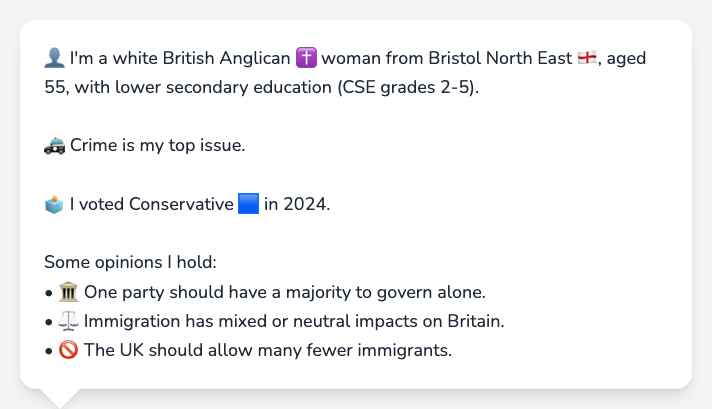 👤 I'm a white British Anglican ✝️ woman from Bristol North East 🏴󠁧󠁢󠁥󠁮󠁧󠁿, aged
55, with lower secondary education (CSE grades 2-5).
🚓 Crime is my top issue.
🗳️ I voted Conservative 🟦 in 2024.
Some opinions I hold:
• 🏛️ One party should have a majority to govern alone.
• ⚖️ Immigration has mixed or neutral impacts on Britain.
• 🚫 The UK should allow many fewer immigrants.